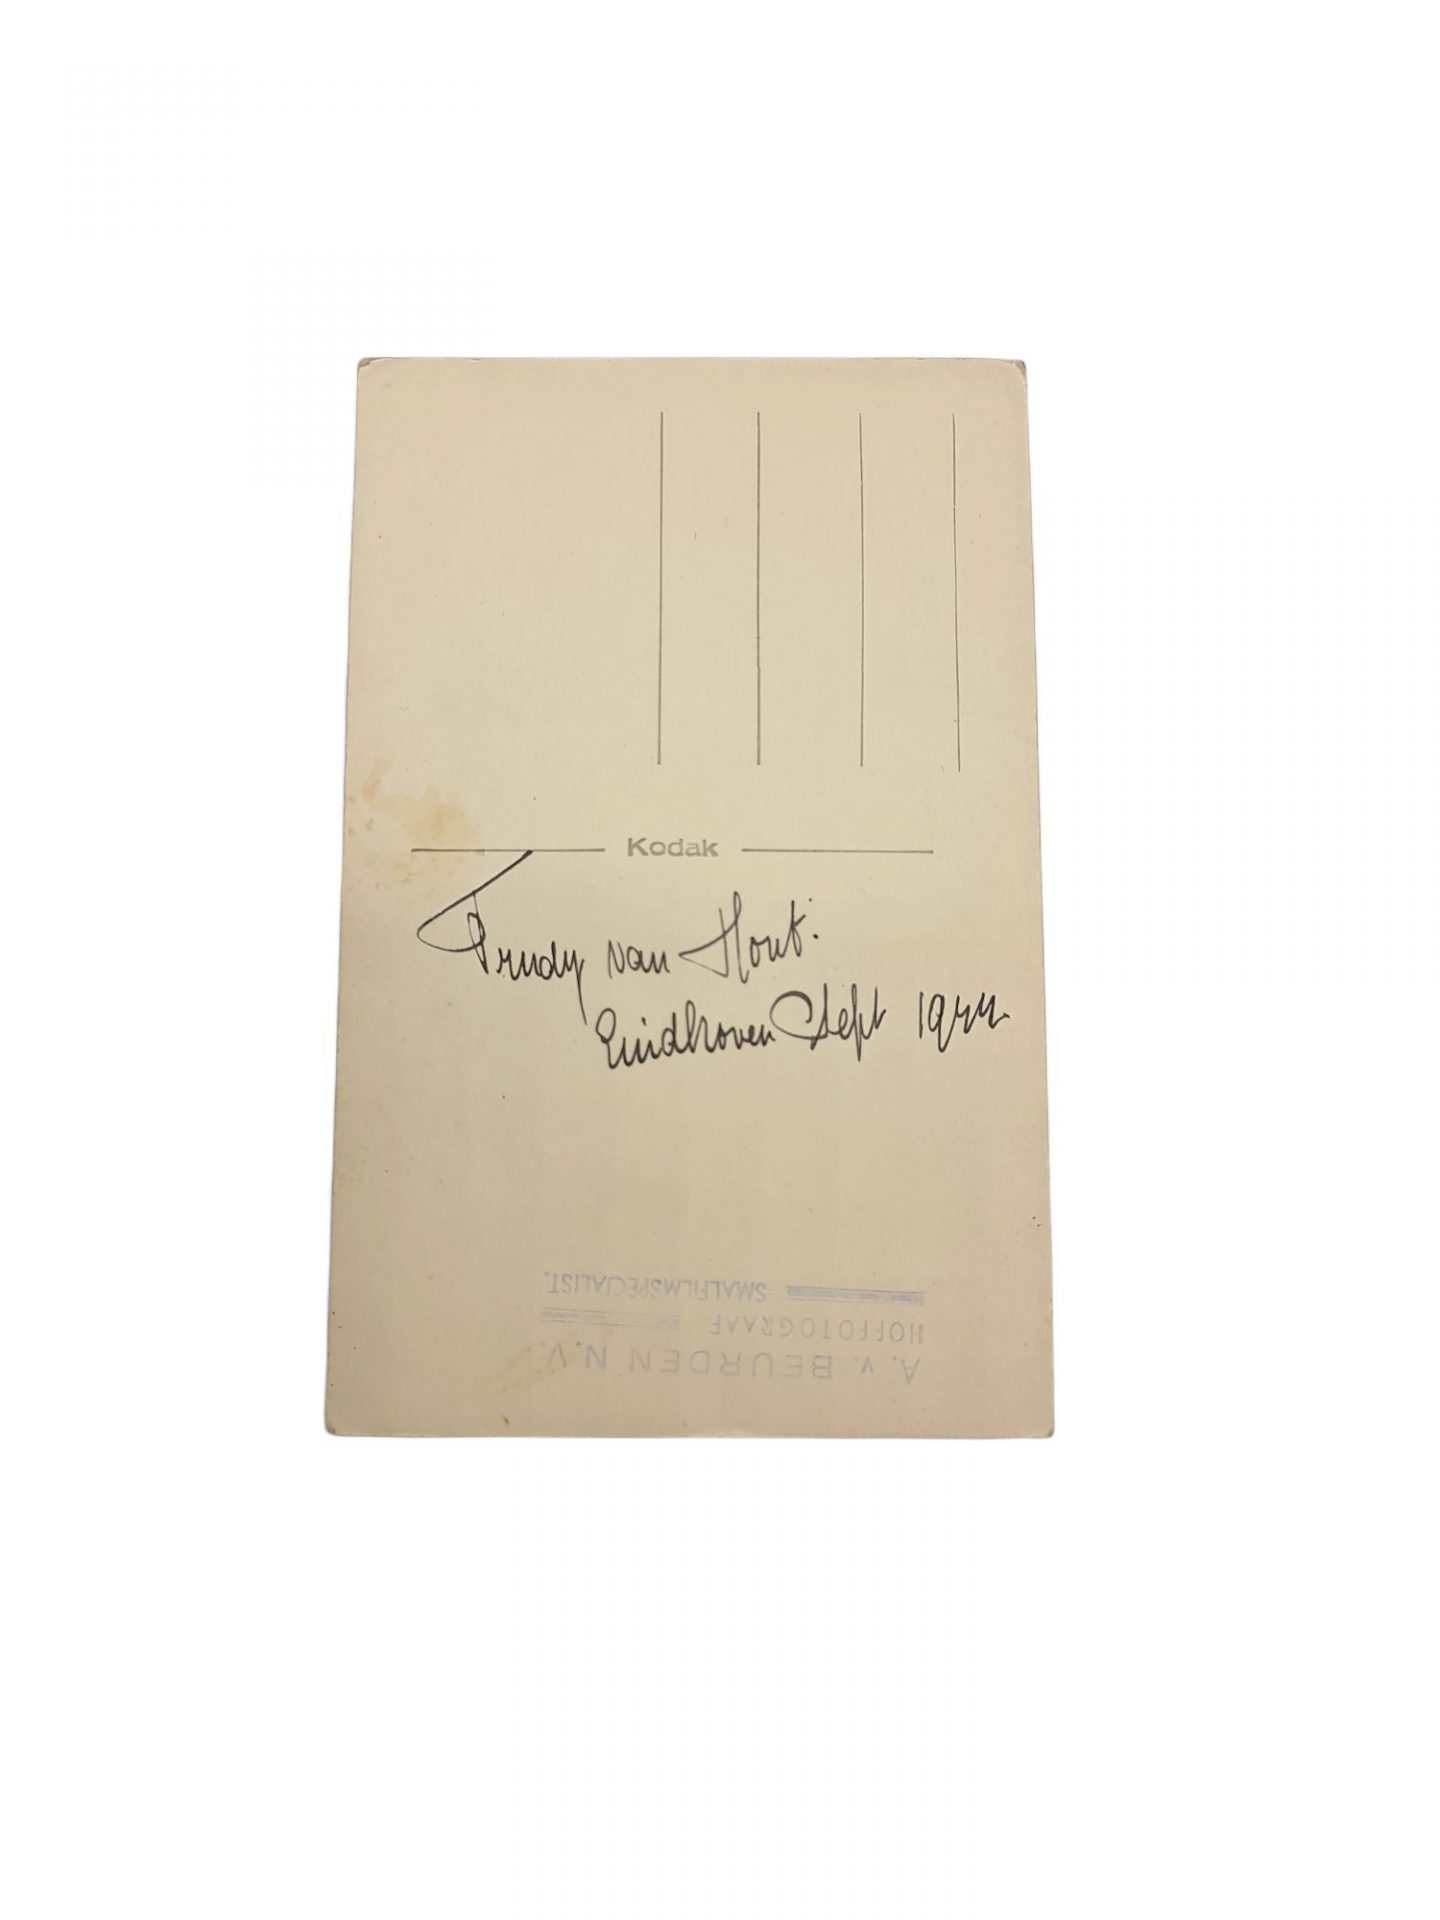 Kodak
Trudy van Hout.
Eindhoven Sept 1944
A. v. BEURDEN N.V.
HOFFOTOGRAAF
SMALFILMSPECIALIST.